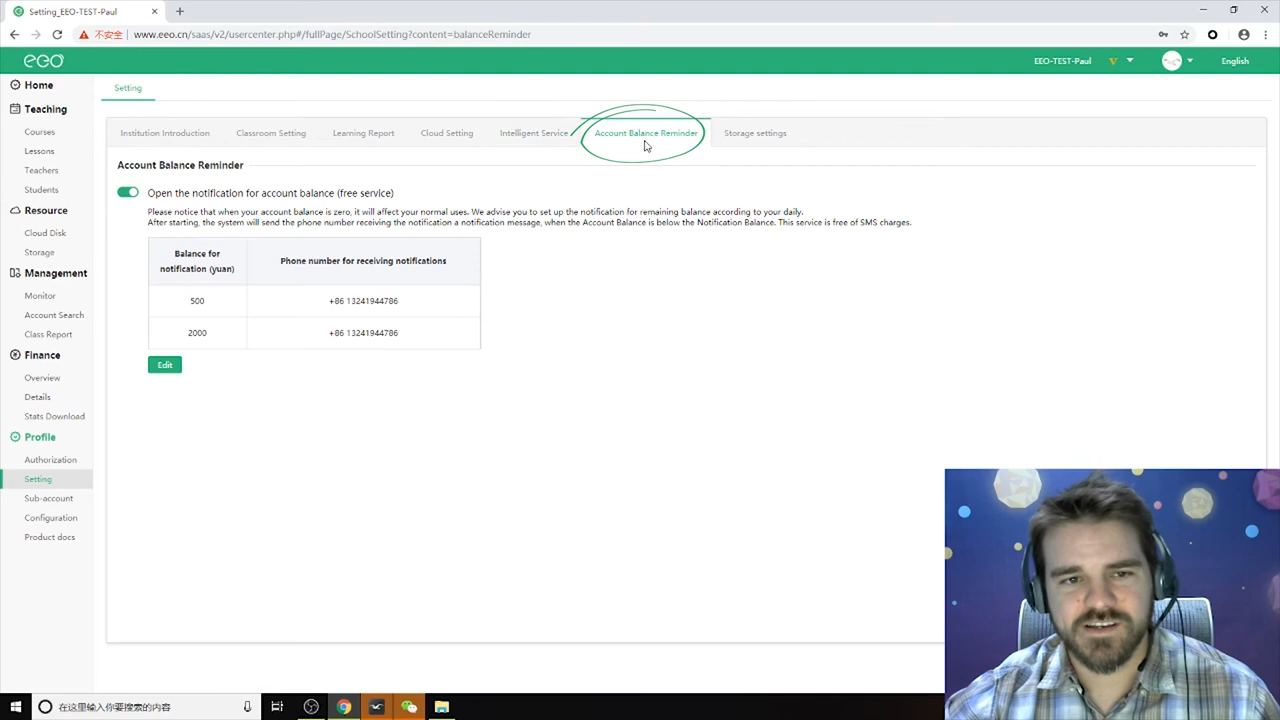 Setting_EEO-TEST-Paul
不安全
www.eeo.cn/saas/v2/usercenter.php#/fullPage/SchoolSetting?content=balanceReminder
eeo
EEO-TEST-Paul
V
English
Home
Teaching
Courses
Lessons
Teachers
Students
Resource
Cloud Disk
Storage
Management
Monitor
Account Search
Class Report
Finance
Overview
Details
Stats Download
Profile
Authorization
Setting
Sub-account
Configuration
Product docs
Setting
Institution Introduction
Classroom Setting
Learning Report
Cloud Setting
Intelligent Service
Account Balance Reminder
Storage settings
Account Balance Reminder
Open the notification for account balance (free service)
Please notice that when your account balance is zero, it will affect your normal uses. We advise you to set up the notification for remaining balance according to your daily.
After starting, the system will send the phone number receiving the notification a notification message, when the Account Balance is below the Notification Balance. This service is free of SMS charges.
Balance for
notification (yuan)
Phone number for receiving notifications
500
+86 13241944786
2000
+86 13241944786
Edit
在这里输入你要搜索的内容